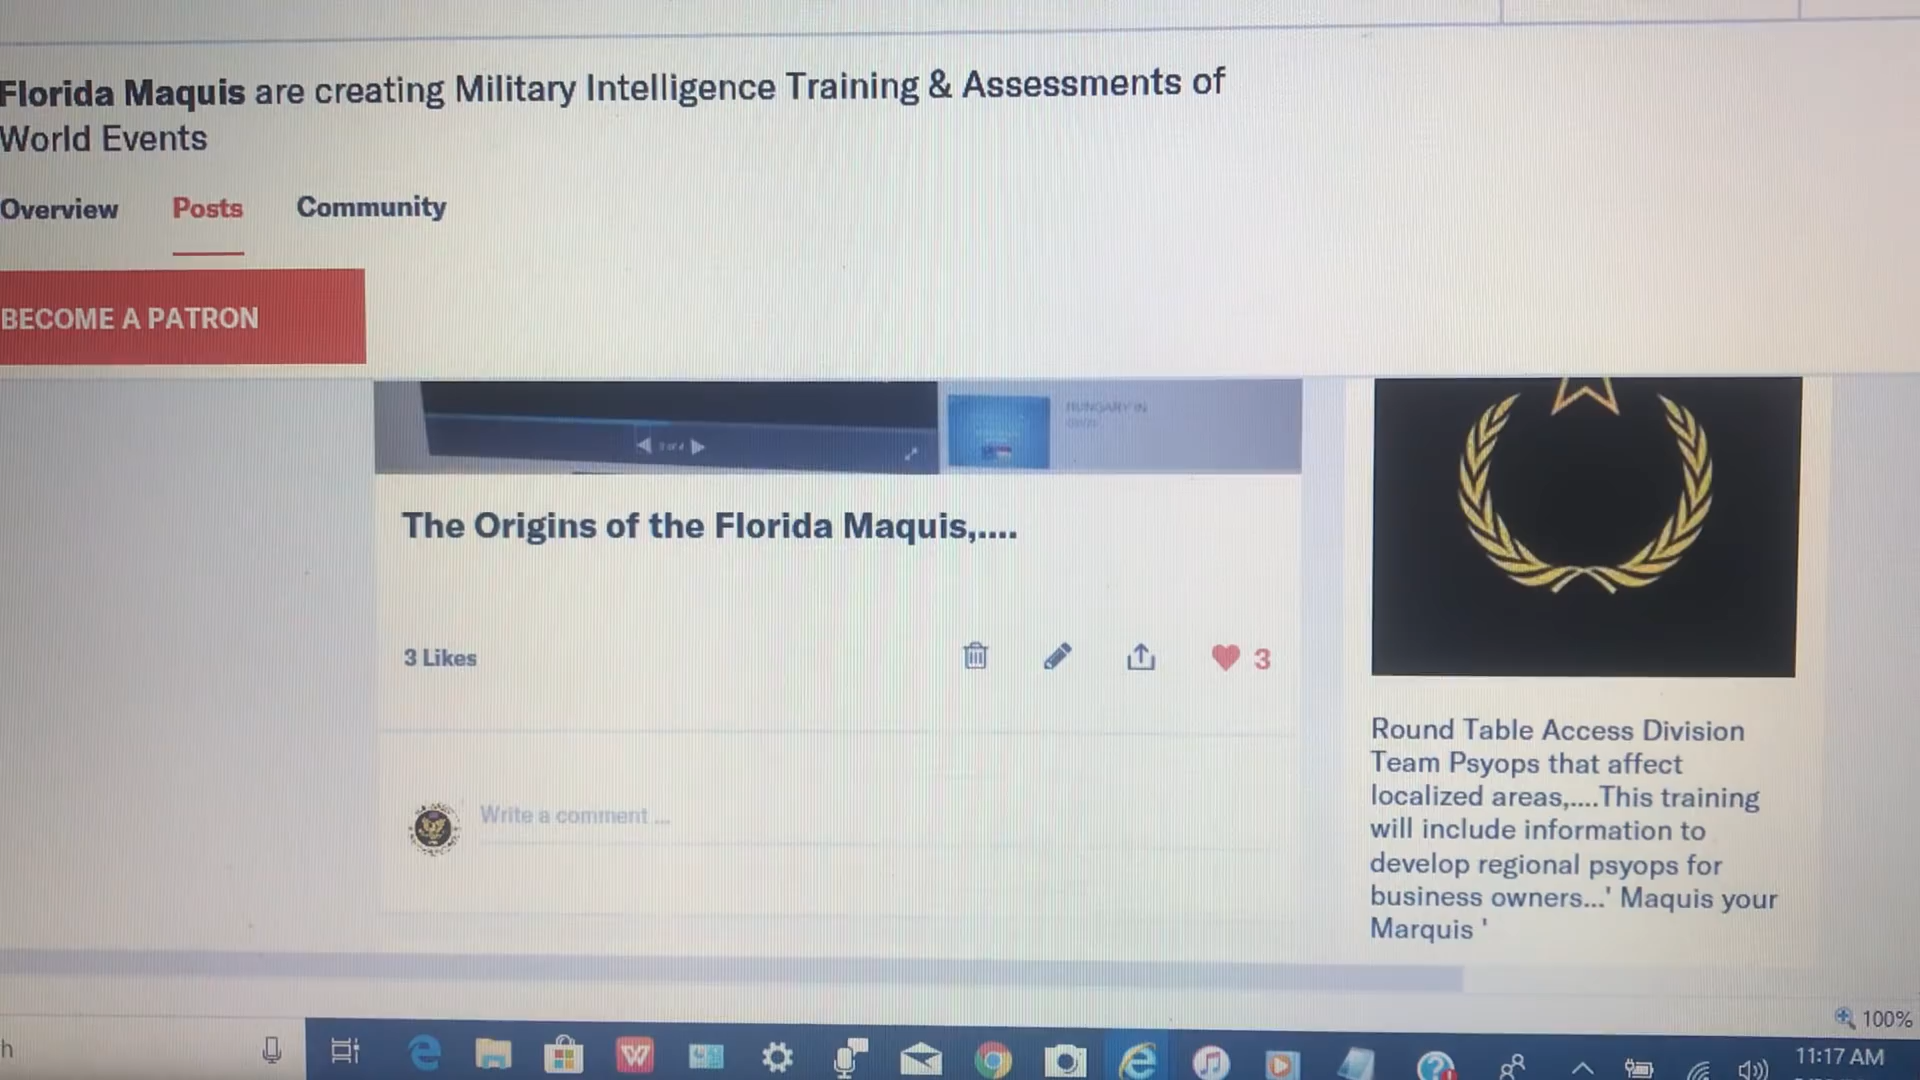 Florida Maquis are creating Military Intelligence Training & Assessments of
World Events
Overview Posts Community
BECOME A PATRON
HUNGARY IN
The Origins of the Florida Maquis,....
3 Likes
3
Write a comment ...
Round Table Access Division
Team Psyops that affect
localized areas,....This training
will include information to
develop regional psyops for
business owners...' Maquis your
Marquis '
100%
h
11:17 AM